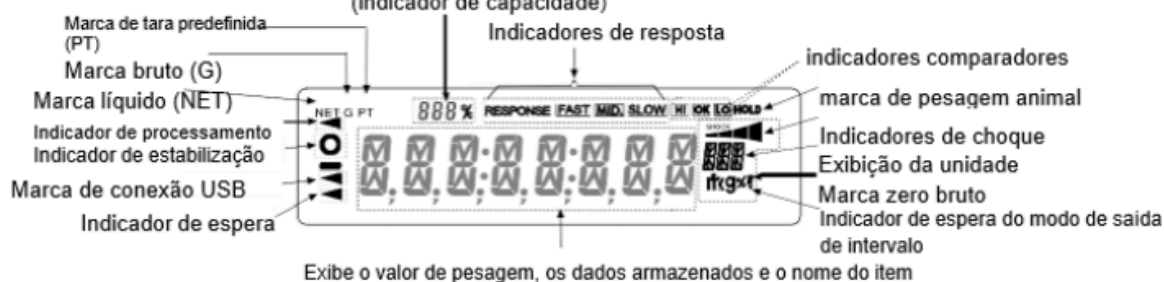 (Indicador de capacidade)
Marca de tara predefinida
(PT)
Indicadores de resposta
Marca bruto (G)
indicadores comparadores
Marca líquido (NET)
NET G PT
888 %
RESPONSE FAST MID. SLOW HI OK LO HOLD
marca de pesagem animal
Indicador de processamento
SHOCK
Indicadores de choque
Indicador de estabilização
Exibição da unidade
Marca de conexão USB
Marca zero bruto
Indicador de espera
Indicador de espera do modo de saida
de intervalo
Exibe o valor de pesagem, os dados armazenados e o nome do item